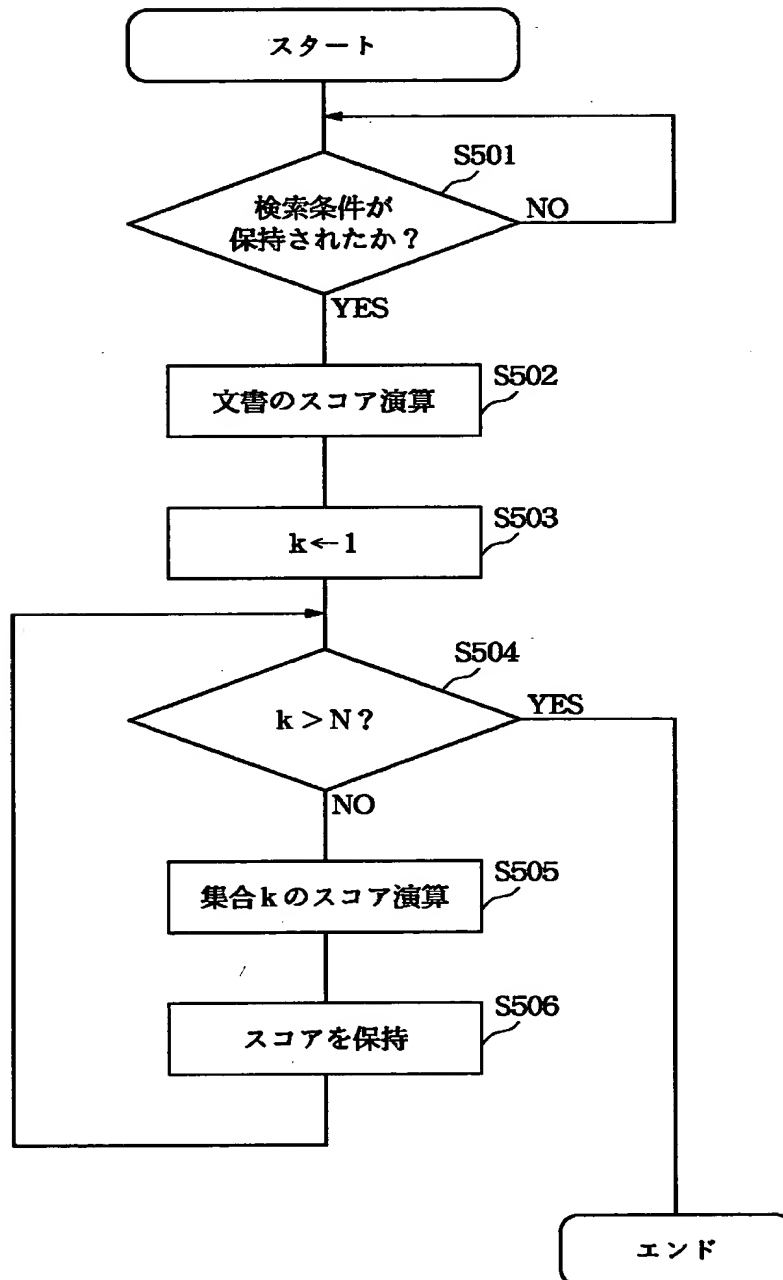 スタート
S501
検索条件が
保持されたか？
NO
YES
S502
文書のスコア演算
S503
k←1
S504
k＞N？
YES
NO
S505
集合kのスコア演算
S506
スコアを保持
エンド